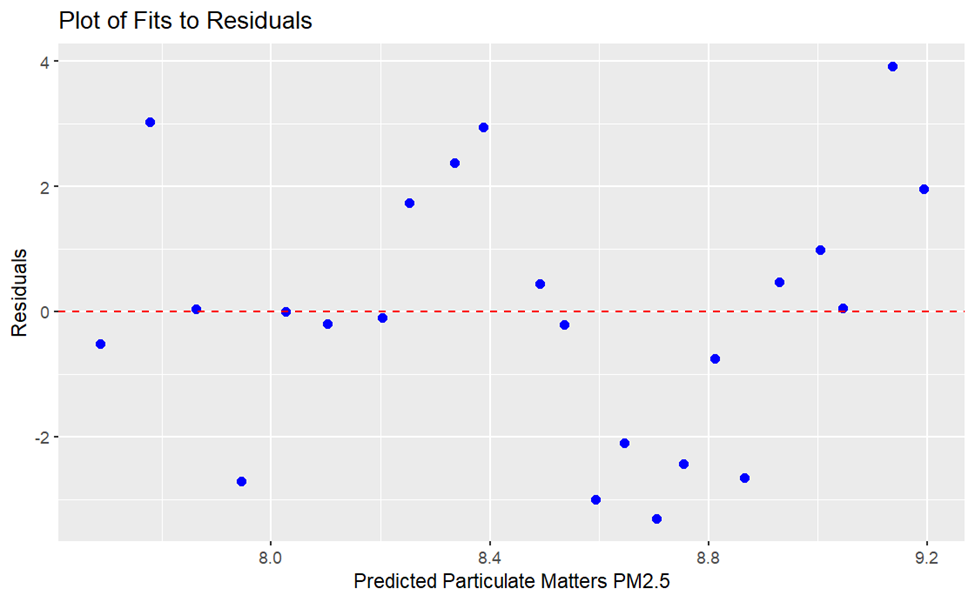 Plot of Fits to Residuals
4
2
0
-2
Residuals
8.0 8.4 8.8 9.2
Predicted Particulate Matters PM2.5